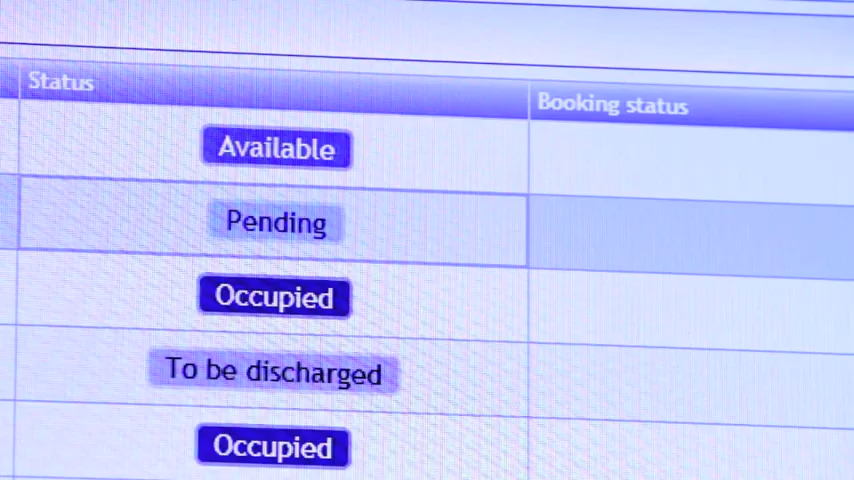 Status
Booking status
Available
Pending
Occupied
To be discharged
Occupied